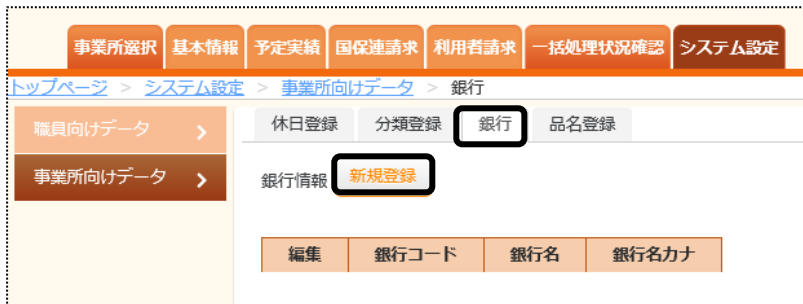 事業所選択 基本情報 予定実績 国保連請求 利用者請求 一括処理状況確認 システム設定
トップページ > システム設定 > 事業所向けデータ > 銀行
職員向けデータ 休日登録 分類登録 銀行 品名登録
事業所向けデータ 銀行情報 新規登録
編集 銀行コード 銀行名 銀行名カナ